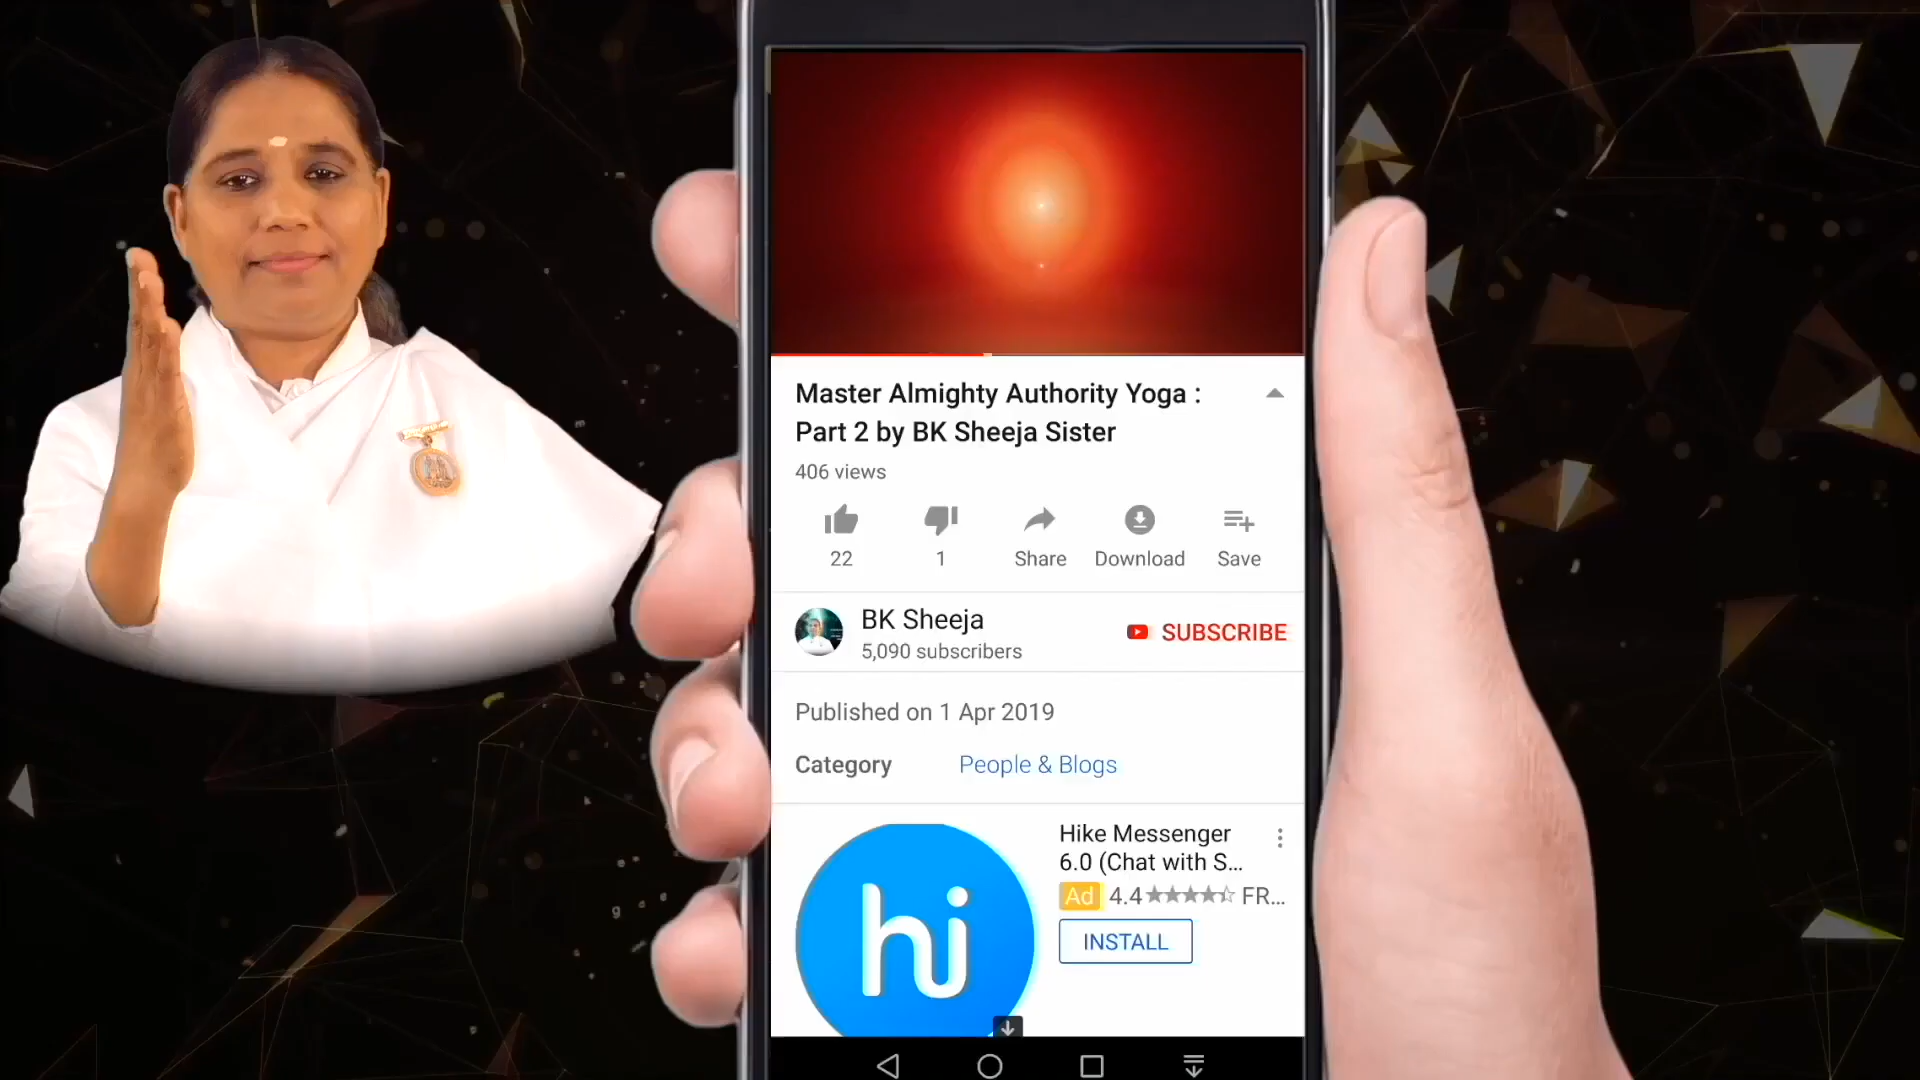 Master Almighty Authority Yoga :
Part 2 by BK Sheeja Sister
406 views
22
1
Share
Download
Save
BK Sheeja
5,090 subscribers
SUBSCRIBE
Published on 1 Apr 2019
Category
People & Blogs
hi
Hike Messenger
6.0 (Chat with S...
Ad 4.4 FR...
INSTALL